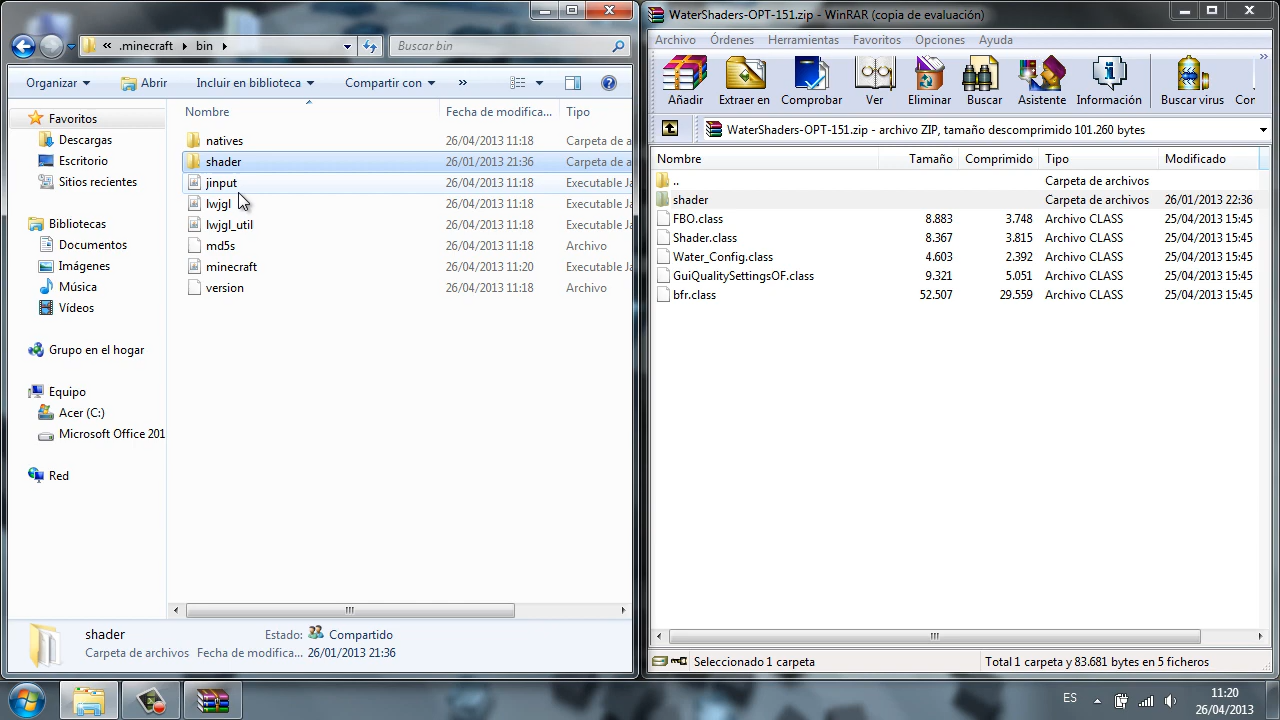 .minecraft bin
Buscar bin
Organizar Abrir Incluir en biblioteca Compartir con »
Favoritos
Descargas
Escritorio
Sitios recientes
Bibliotecas
Documentos
Imágenes
Música
Vídeos
Grupo en el hogar
Equipo
Acer (C:)
Microsoft Office 201
Red
Nombre Fecha de modifica... Tipo
natives 26/04/2013 11:18 Carpeta de a
shader 26/01/2013 21:36 Carpeta de a
jinput 26/04/2013 11:18 Executable Ja
lwjgl 26/04/2013 11:18 Executable Ja
lwjgl_util 26/04/2013 11:18 Executable Ja
md5s 26/04/2013 11:18 Archivo
minecraft 26/04/2013 11:20 Executable Ja
version 26/04/2013 11:18 Archivo
shader Estado: Compartido
Carpeta de archivos Fecha de modifica... 26/01/2013 21:36
WaterShaders-OPT-151.zip - WinRAR (copia de evaluación)
Archivo Órdenes Herramientas Favoritos Opciones Ayuda
Añadir Extraer en Comprobar Ver Eliminar Buscar Asistente Información Buscar virus Cor
WaterShaders-OPT-151.zip - archivo ZIP, tamaño descomprimido 101.260 bytes
Nombre Tamaño Comprimido Tipo Modificado
.. Carpeta de archivos
shader Carpeta de archivos 26/01/2013 22:36
FBO.class 8.883 3.748 Archivo CLASS 25/04/2013 15:45
Shader.class 8.367 3.815 Archivo CLASS 25/04/2013 15:45
Water_Config.class 4.603 2.392 Archivo CLASS 25/04/2013 15:45
GuiQualitySettingsOF.class 9.321 5.051 Archivo CLASS 25/04/2013 15:45
bfr.class 52.507 29.559 Archivo CLASS 25/04/2013 15:45
Seleccionado 1 carpeta Total 1 carpeta y 83.681 bytes en 5 ficheros
ES 11:20
26/04/2013